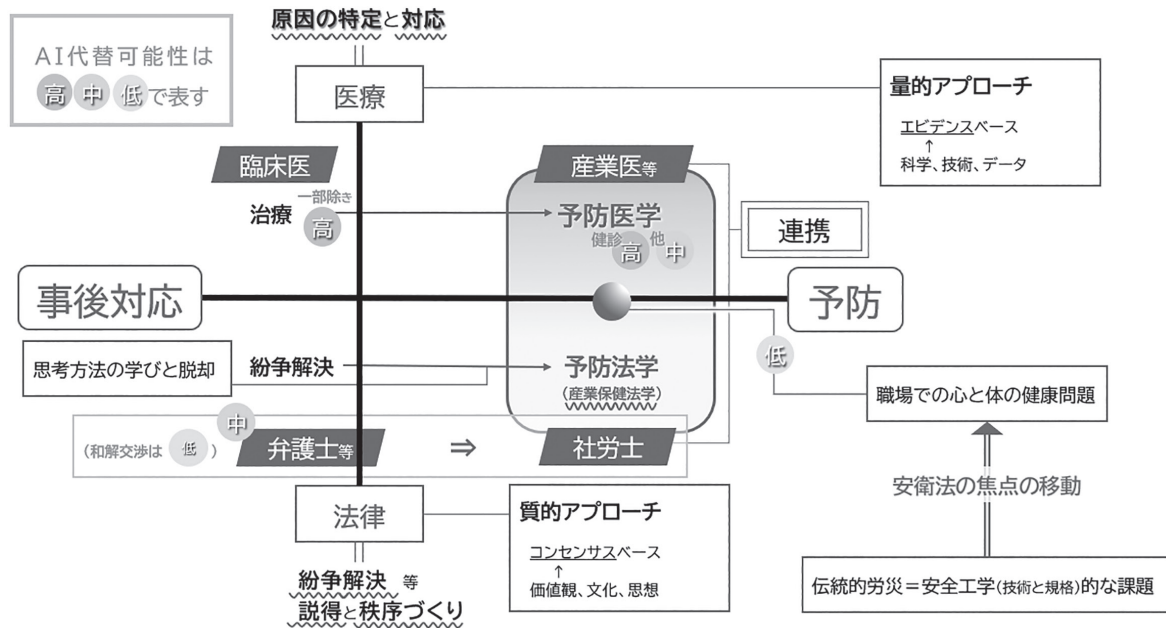 原因の特定と対応
AI代替可能性は
高 中 低 で表す
医療
量的アプローチ
エビデンスベース
↑
科学、技術、データ
臨床医
一部除き
治療 高
産業医等
予防医学
健診 高 他 中
連携
事後対応
予防
思考方法の学びと脱却
紛争解決
予防法学
(産業保健法学)
低
職場での心と体の健康問題
中
(和解交渉は 低 )
弁護士等
⇒
社労士
安衛法の焦点の移動
法律
質的アプローチ
コンセンサスベース
↑
価値観、文化、思想
紛争解決 等
説得と秩序づくり
伝統的労災=安全工学(技術と規格)的な課題